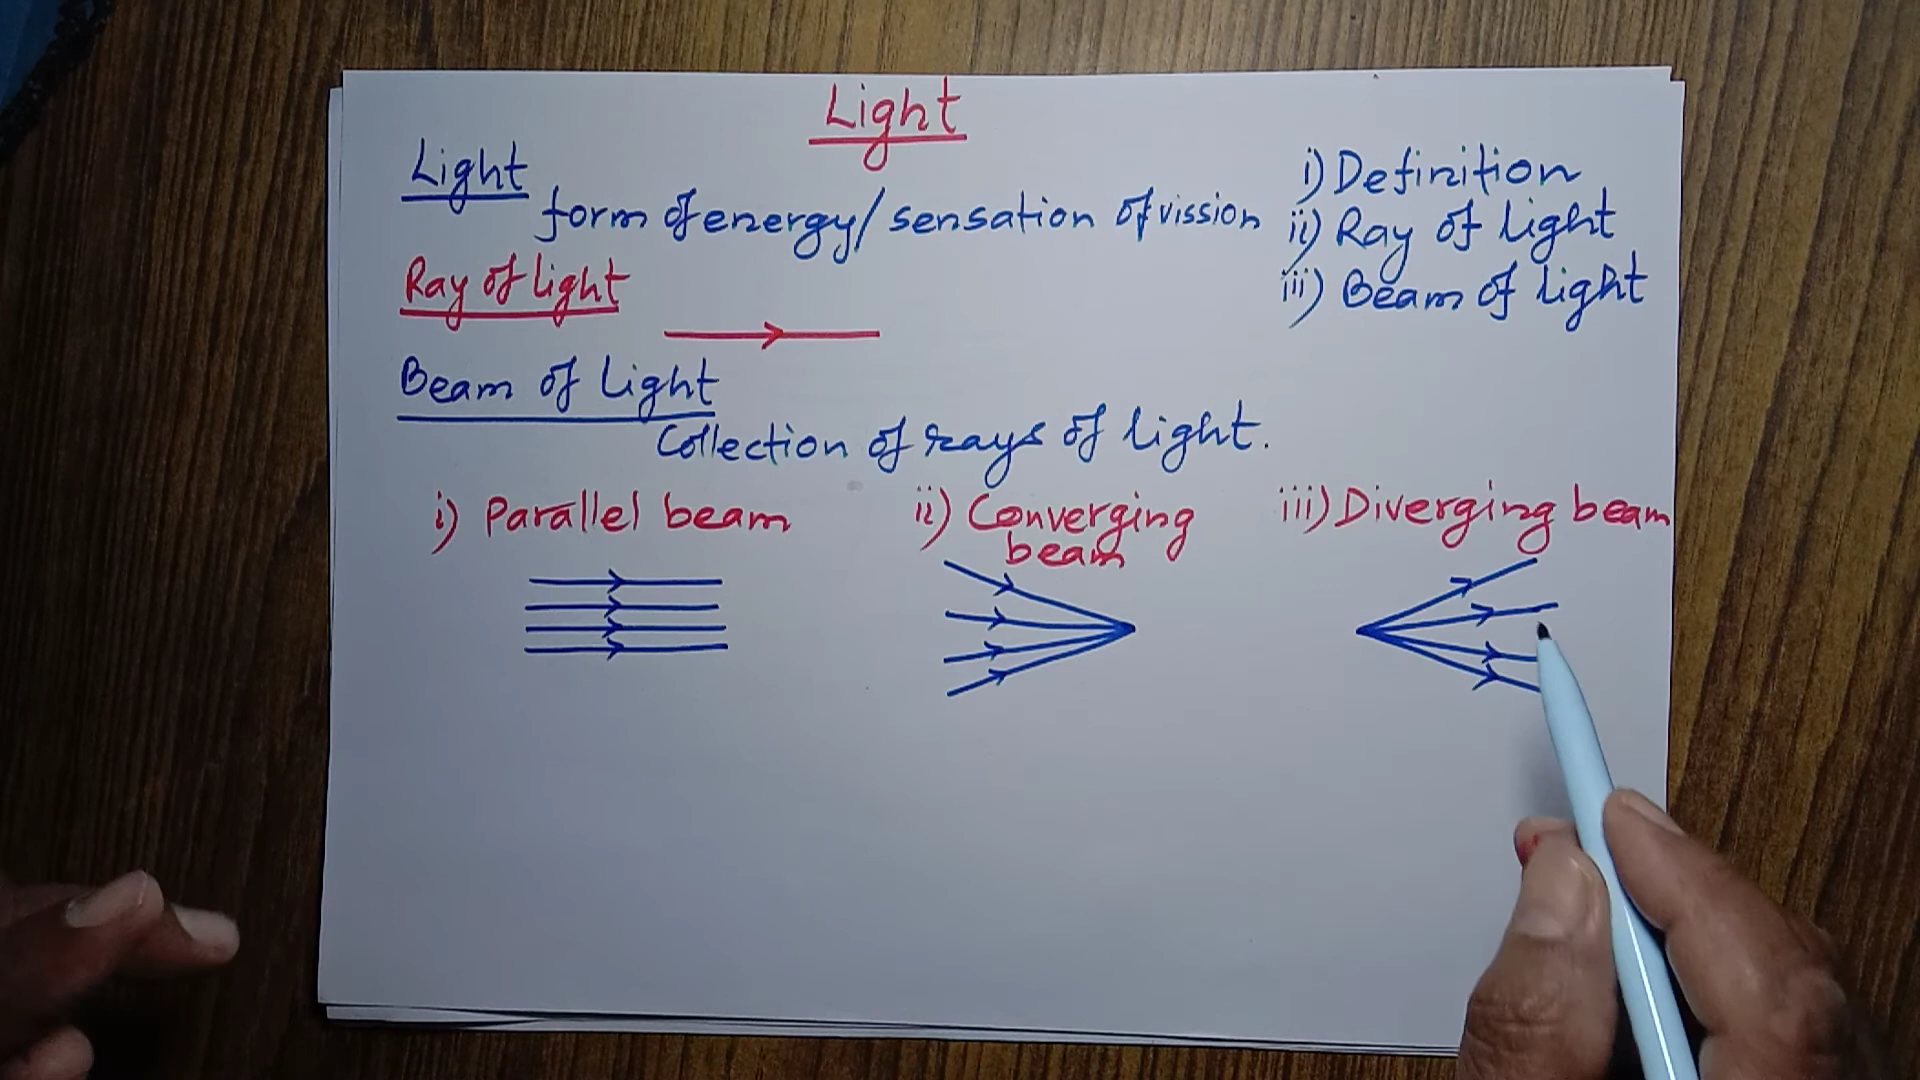 Light
Light
form of energy/ sensation of vission
i) Definition
ii) Ray of light
iii) Beam of light
Ray of light
Beam of Light
Collection of rays of light.
i) Parallel beam
ii) Converging
beam
iii) Diverging beam